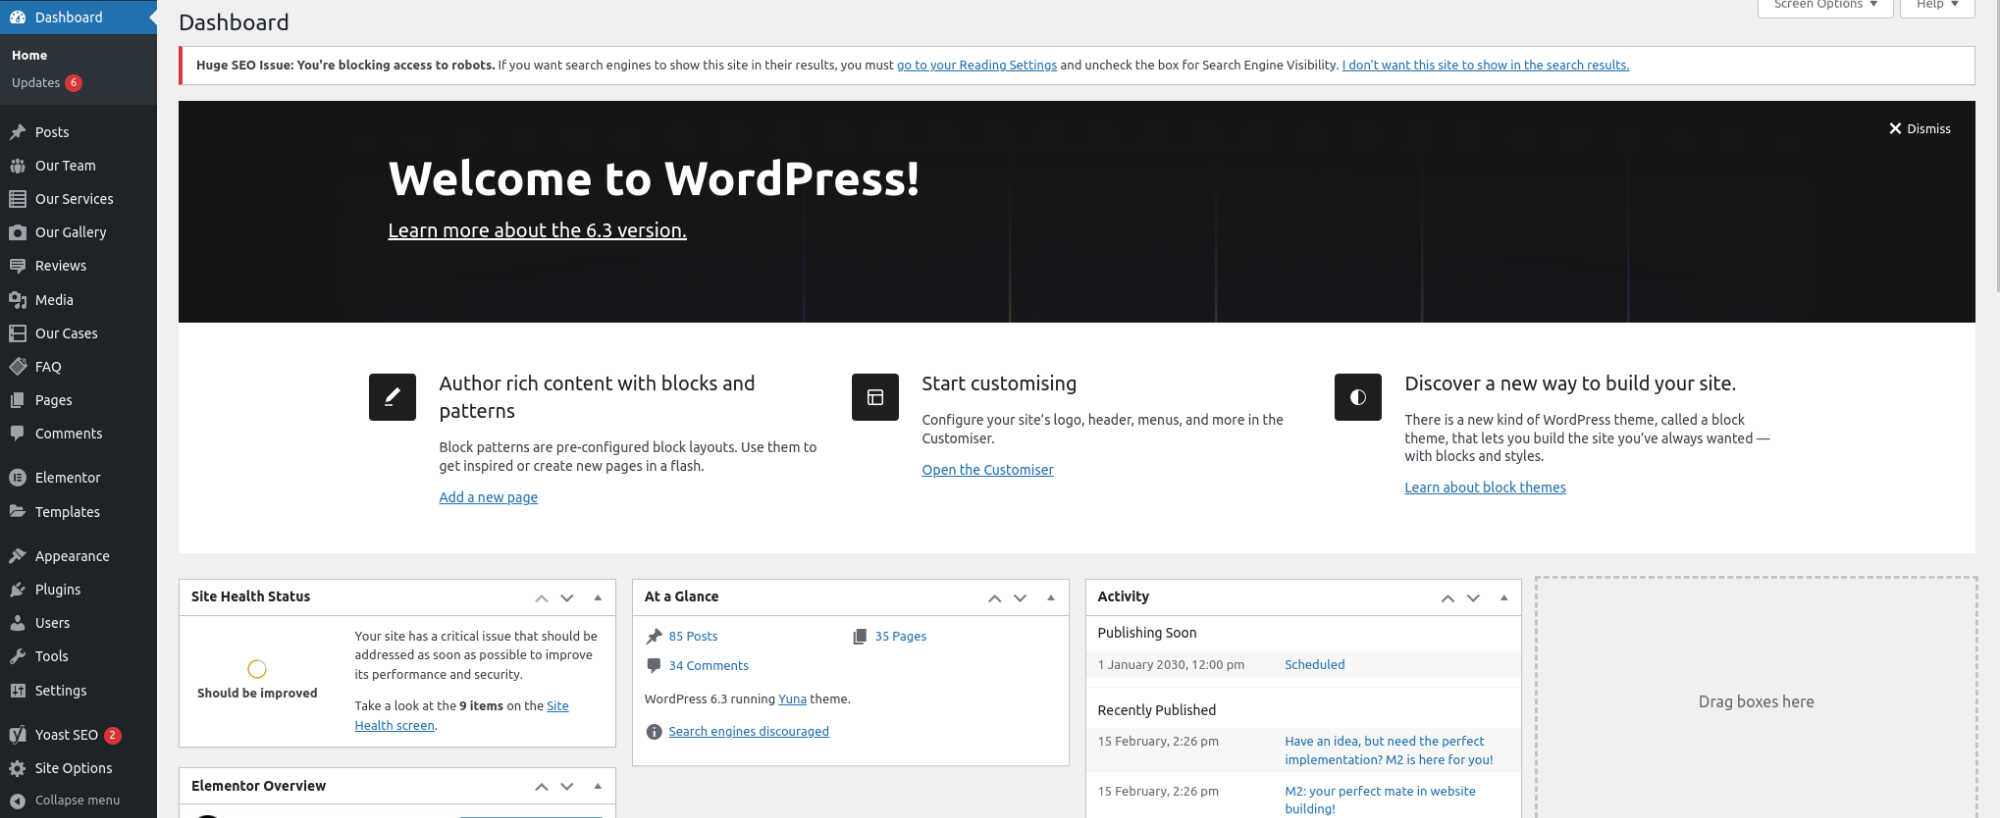 Dashboard
Home
Updates 6
Posts
Our Team
Our Services
Our Gallery
Reviews
Media
Our Cases
FAQ
Pages
Comments
Elementor
Templates
Appearance
Plugins
Users
Tools
Settings
Yoast SEO 2
Site Options
Collapse menu
Screen Options
Help
Dashboard
Huge SEO Issue: You're blocking access to robots. If you want search engines to show this site in their results, you must go to your Reading Settings and uncheck the box for Search Engine Visibility. I don't want this site to show in the search results.
Dismiss
Welcome to WordPress!
Learn more about the 6.3 version.
Author rich content with blocks and
patterns
Block patterns are pre-configured block layouts. Use them to
get inspired or create new pages in a flash.
Add a new page
Start customising
Configure your site's logo, header, menus, and more in the
Customiser.
Open the Customiser
Discover a new way to build your site.
There is a new kind of WordPress theme, called a block
theme, that lets you build the site you've always wanted —
with blocks and styles.
Learn about block themes
Site Health Status
Should be improved
Your site has a critical issue that should be
addressed as soon as possible to improve
its performance and security.
Take a look at the 9 items on the Site
Health screen.
Elementor Overview
At a Glance
85 Posts
35 Pages
34 Comments
WordPress 6.3 running Yuna theme.
Search engines discouraged
Activity
Publishing Soon
1 January 2030, 12:00 pm Scheduled
Recently Published
15 February, 2:26 pm Have an idea, but need the perfect
implementation? M2 is here for you!
15 February, 2:26 pm M2: your perfect mate in website
building!
Drag boxes here